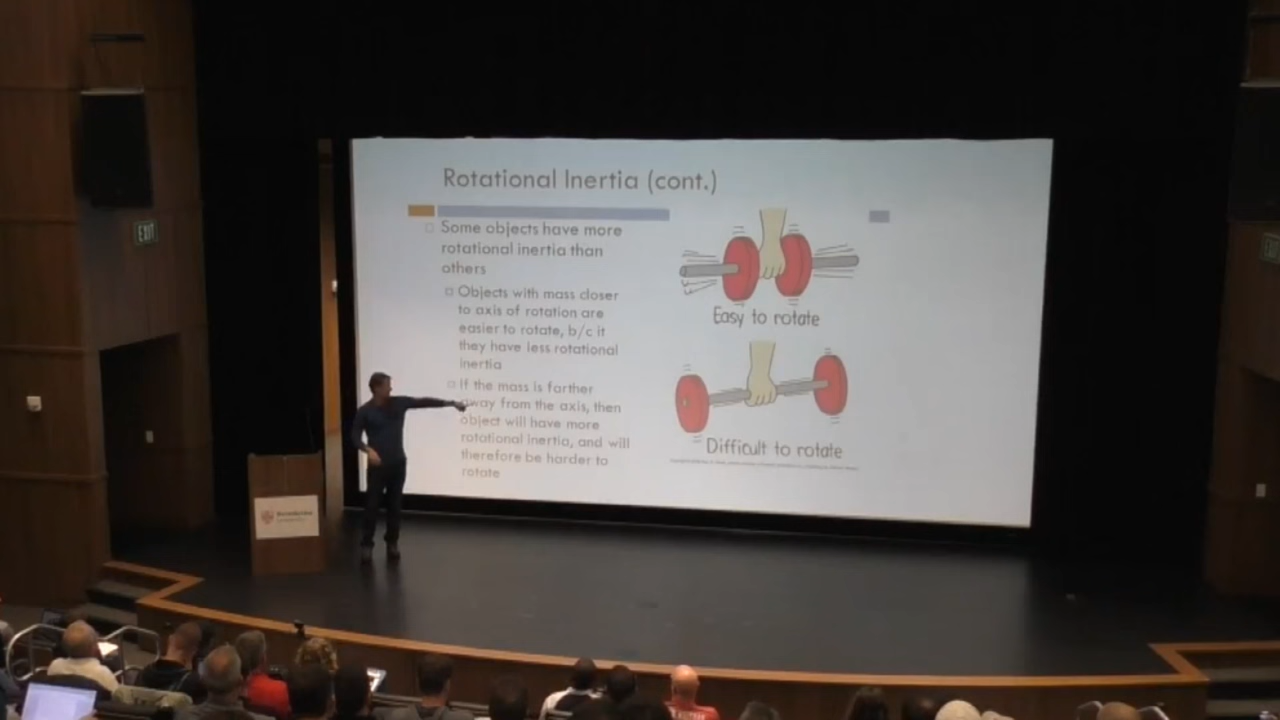 Rotational Inertia (cont.)
Some objects have more
rotational inertia than
others
Objects with mass closer
to axis of rotation are
easier to rotate, b/c it
they have less rotational
inertia
If the mass is farther
away from the axis, then
object will have more
rotational inertia, and will
therefore be harder to
rotate
Easy to rotate
Difficult to rotate
EXIT